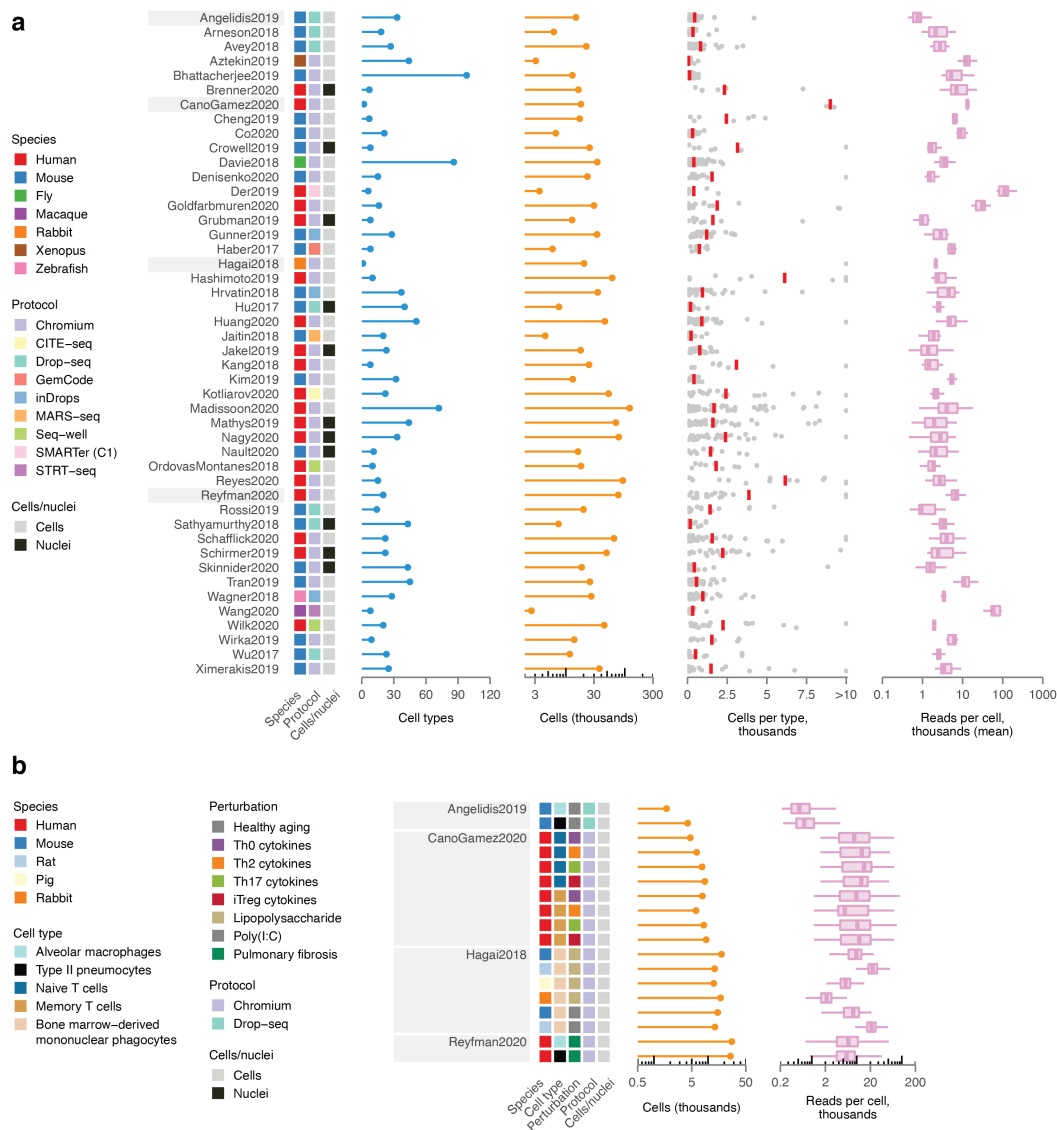 a
Species
Human
Mouse
Fly
Macaque
Rabbit
Xenopus
Zebrafish
Protocol
Chromium
CITE−seq
Drop−seq
GemCode
inDrops
MARS−seq
Seq−well
SMARTer (C1)
STRT−seq
Cells/nuclei
Cells
Nuclei
Angelidis2019
Arneson2018
Avey2018
Aztekin2019
Bhattacherjee2019
Brenner2020
CanoGamez2020
Cheng2019
Co2020
Crowell2019
Davie2018
Denisenko2020
Der2019
Goldfarbmuren2020
Grubman2019
Gunner2019
Haber2017
Hagai2018
Hashimoto2019
Hrvatin2018
Hu2017
Huang2020
Jaitin2018
Jakel2019
Kang2018
Kim2019
Kotliarov2020
Madissoon2020
Mathys2019
Nagy2020
Nault2020
OrdovasMontanes2018
Reyes2020
Reyfman2020
Rossi2019
Sathyamurthy2018
Schafflick2020
Schirmer2019
Skinnider2020
Tran2019
Wagner2018
Wang2020
Wilk2020
Wirka2019
Wu2017
Ximerakis2019
Species
Protocol
Cells/nuclei
0 30 60 90 120
Cell types
3 30 300
Cells (thousands)
0 2.5 5 7.5 >10
Cells per type,
thousands
0.1 1 10 100 1000
Reads per cell,
thousands (mean)
b
Species
Human
Mouse
Rat
Pig
Rabbit
Cell type
Alveolar macrophages
Type II pneumocytes
Naive T cells
Memory T cells
Bone marrow−derived
mononuclear phagocytes
Perturbation
Healthy aging
Th0 cytokines
Th2 cytokines
Th17 cytokines
iTreg cytokines
Lipopolysaccharide
Poly(I:C)
Pulmonary fibrosis
Protocol
Chromium
Drop−seq
Cells/nuclei
Cells
Nuclei
Angelidis2019
CanoGamez2020
Hagai2018
Reyfman2020
Species
Cell type
Perturbation
Protocol
Cells/nuclei
0.5 5 50
Cells (thousands)
0.2 2 20 200
Reads per cell,
thousands